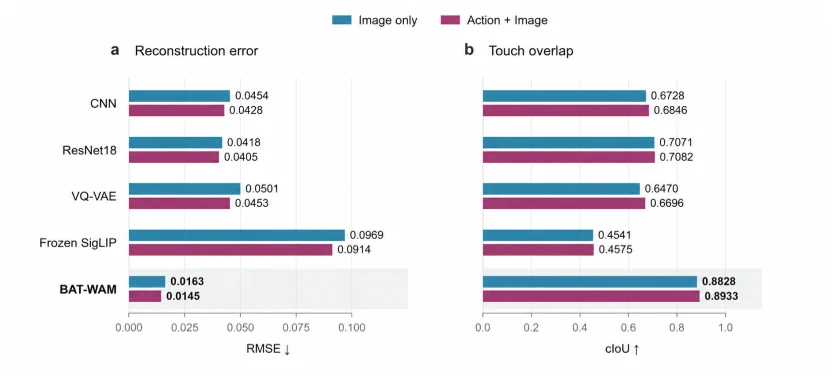 Image only Action + Image
a Reconstruction error
CNN 0.0454
0.0428
ResNet18 0.0418
0.0405
VQ-VAE 0.0501
0.0453
Frozen SigLIP 0.0969
0.0914
BAT-WAM 0.0163
0.0145
0.000 0.025 0.050 0.075 0.100
RMSE ↓
b Touch overlap
0.6728
0.6846
0.7071
0.7082
0.6470
0.6696
0.4541
0.4575
0.8828
0.8933
0.0 0.2 0.4 0.6 0.8 1.0
cIoU ↑